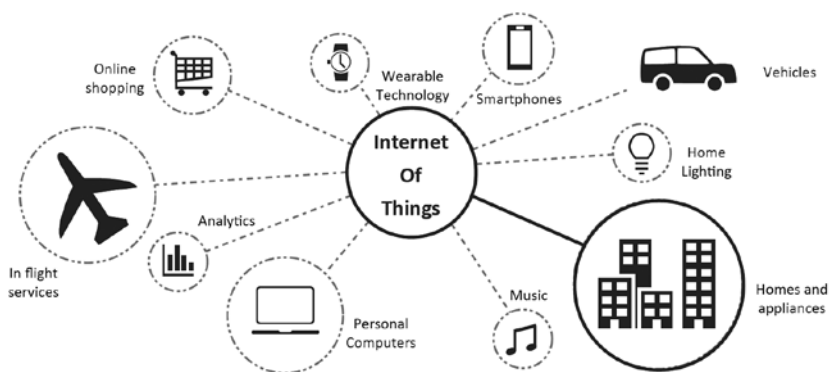 Online
shopping
Wearable
Technology
Smartphones
Vehicles
Internet
Of
Things
Home
Lighting
Analytics
In flight
services
Personal
Computers
Music
Homes and
appliances